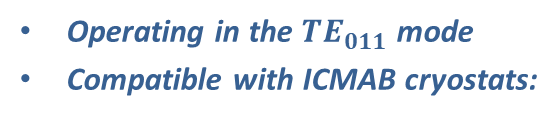 • Operating in the TE₀₁₁ mode
• Compatible with ICMAB cryostats: